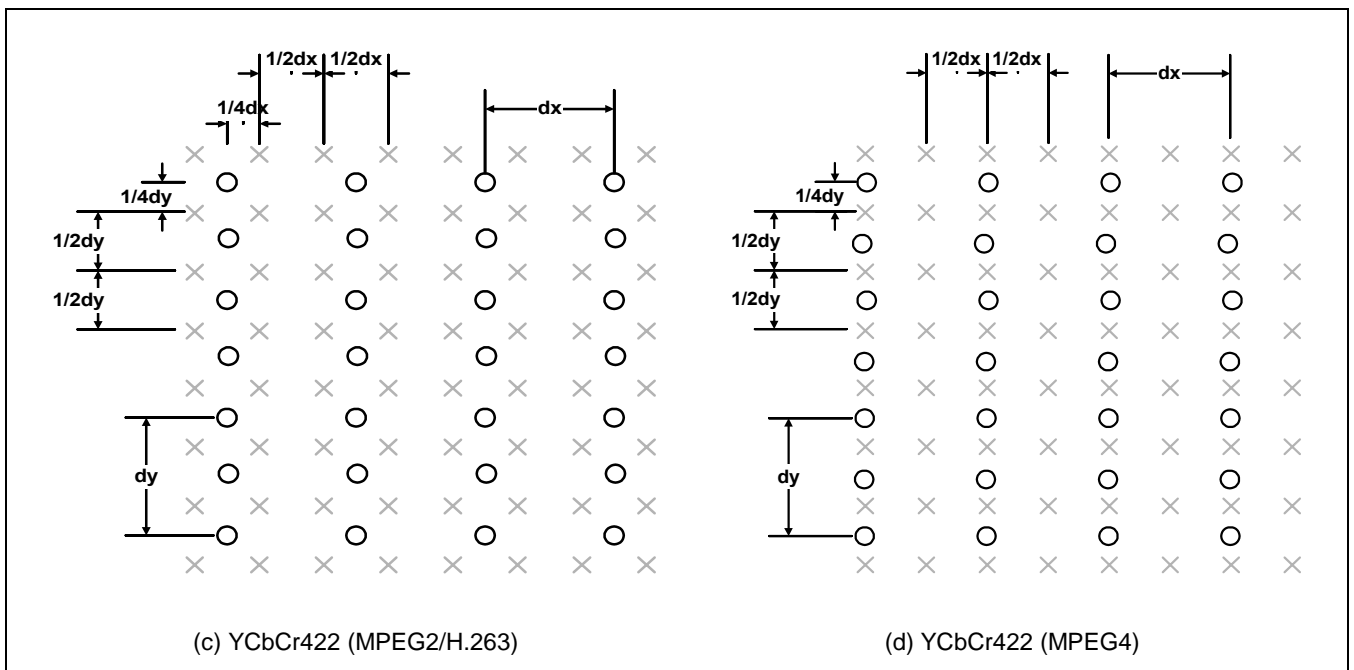 1/2dx 1/2dx
1/4dx
dx
1/4dy
1/2dy
1/2dy
dy
(c) YCbCr422 (MPEG2/H.263)
1/2dx 1/2dx
dx
1/4dy
1/2dy
1/2dy
dy
(d) YCbCr422 (MPEG4)